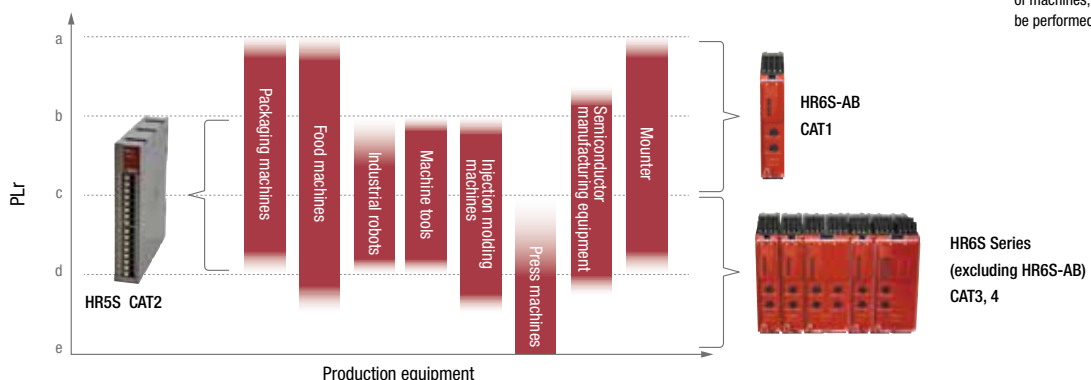 of machines,
be performed
PLr
a
b
c
d
e
HR5S CAT2
Packaging machines
Food machines
Industrial robots
Machine tools
Injection molding
machines
Press machines
Semiconductor
manufacturing equipment
Mounter
Production equipment
HR6S-AB
CAT1
HR6S Series
(excluding HR6S-AB)
CAT3, 4